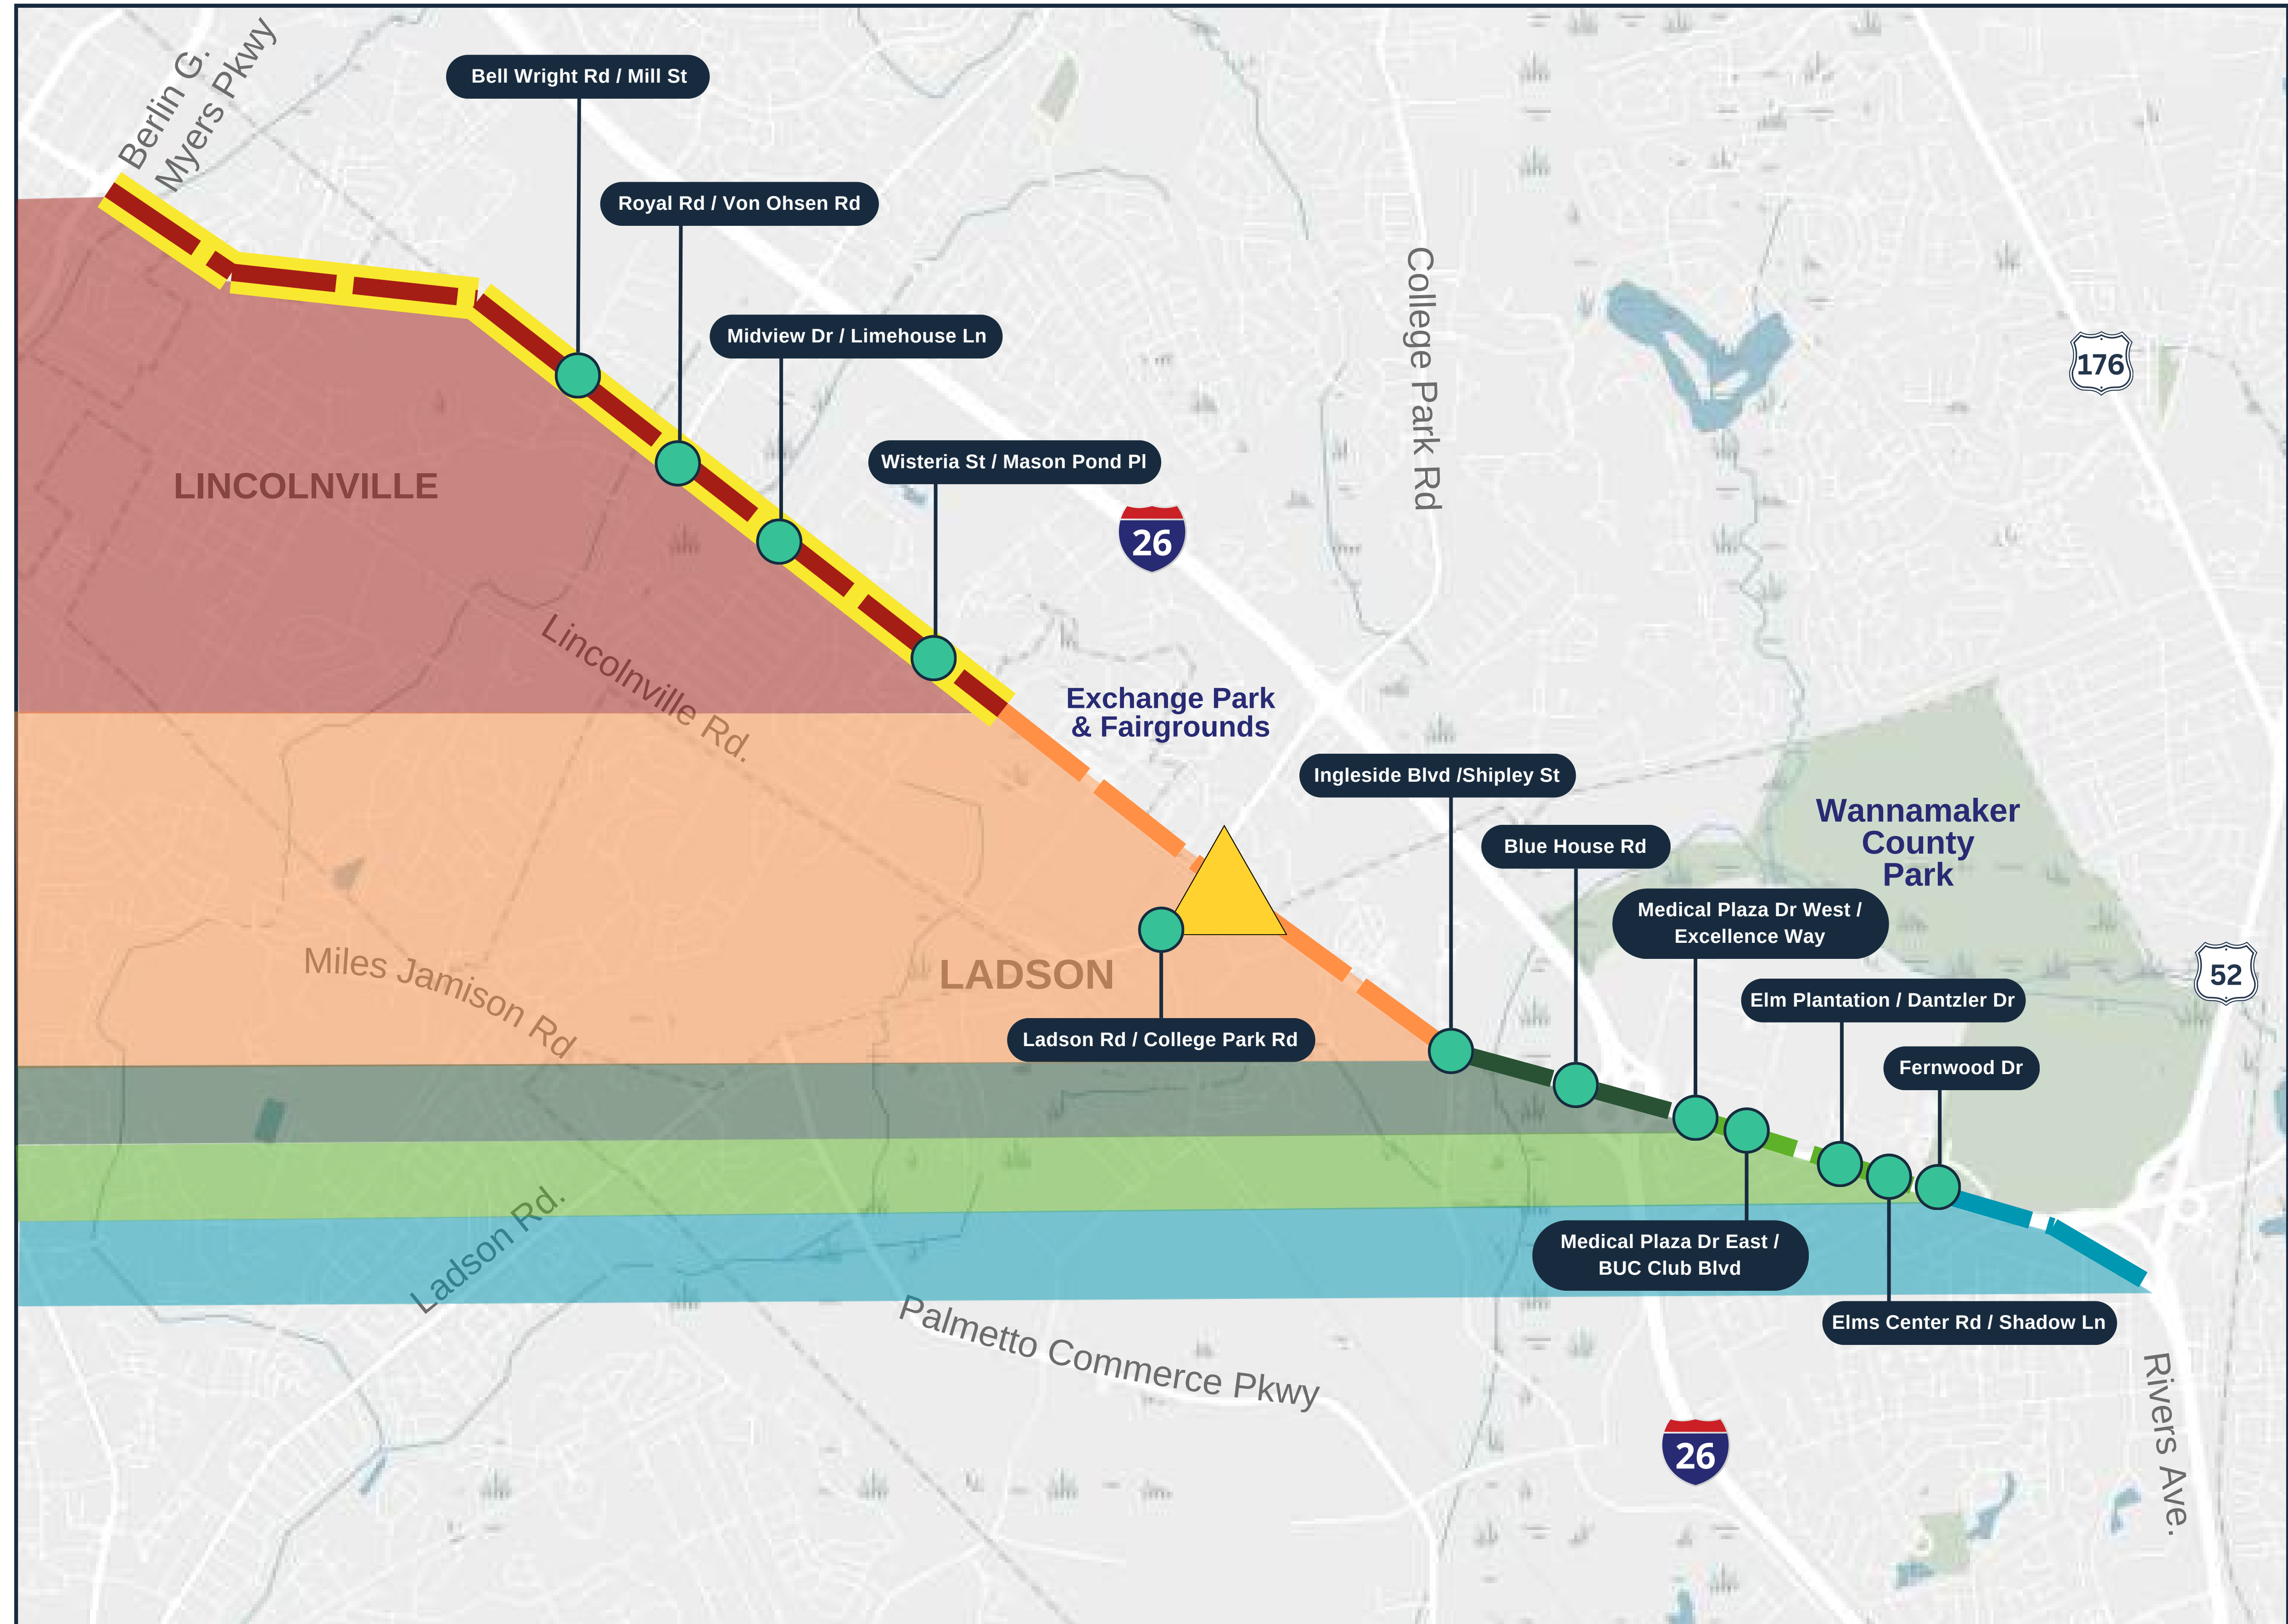 Berlin G.
Myers Pkwy
Bell Wright Rd / Mill St
Royal Rd / Von Ohsen Rd
Midview Dr / Limehouse Ln
College Park Rd
176
Wisteria St / Mason Pond Pl
LINCOLNVILLE
26
Lincolnville Rd.
Exchange Park
& Fairgrounds
Ingleside Blvd /Shipley St
Wannamaker
County
Park
Blue House Rd
Medical Plaza Dr West /
Excellence Way
Miles Jamison Rd
LADSON
52
Elm Plantation / Dantzler Dr
Ladson Rd / College Park Rd
Fernwood Dr
Ladson Rd.
Medical Plaza Dr East /
BUC Club Blvd
Elms Center Rd / Shadow Ln
Palmetto Commerce Pkwy
Rivers Ave.
26